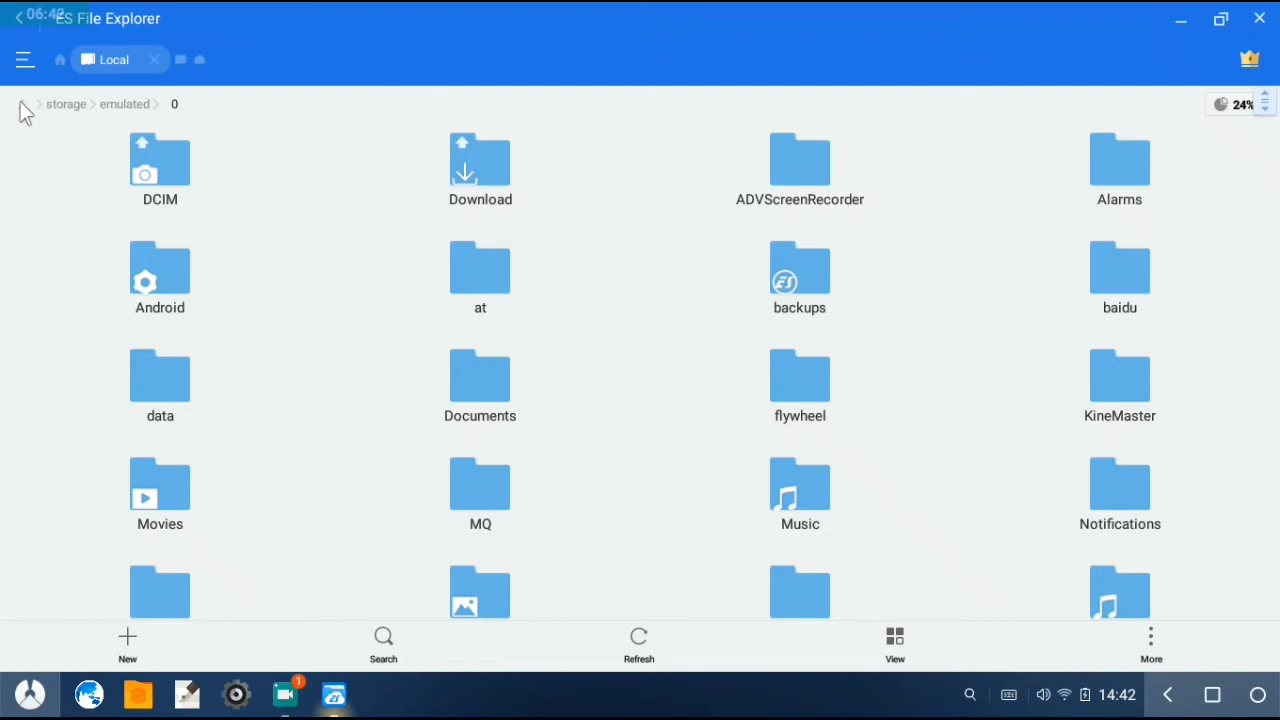 06:42
ES File Explorer
Local
storage
emulated
0
24%
DCIM
Download
ADVScreenRecorder
Alarms
Android
at
backups
baidu
data
Documents
flywheel
KineMaster
Movies
MQ
Music
Notifications
New
Search
Refresh
View
More
1
14:42